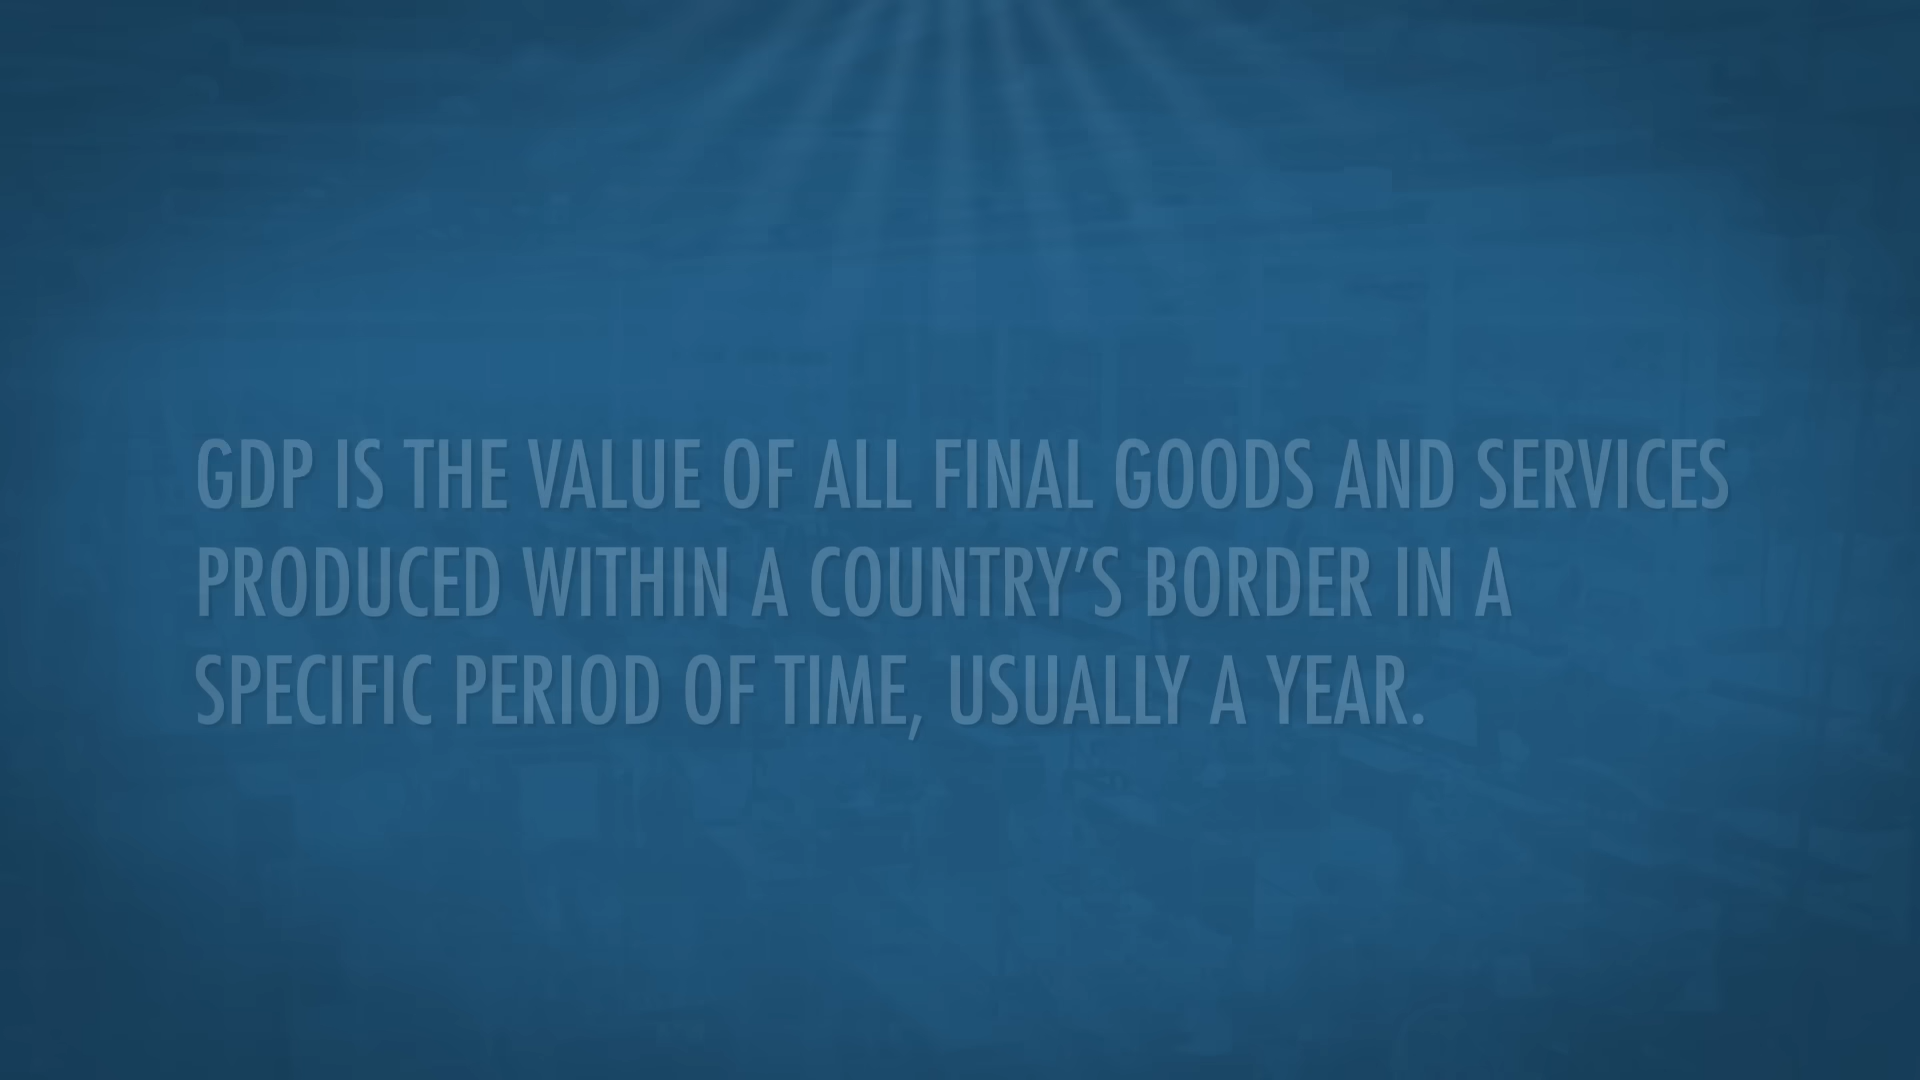 GDP IS THE VALUE OF ALL FINAL GOODS AND SERVICES
PRODUCED WITHIN A COUNTRY’S BORDER IN A
SPECIFIC PERIOD OF TIME, USUALLY A YEAR.